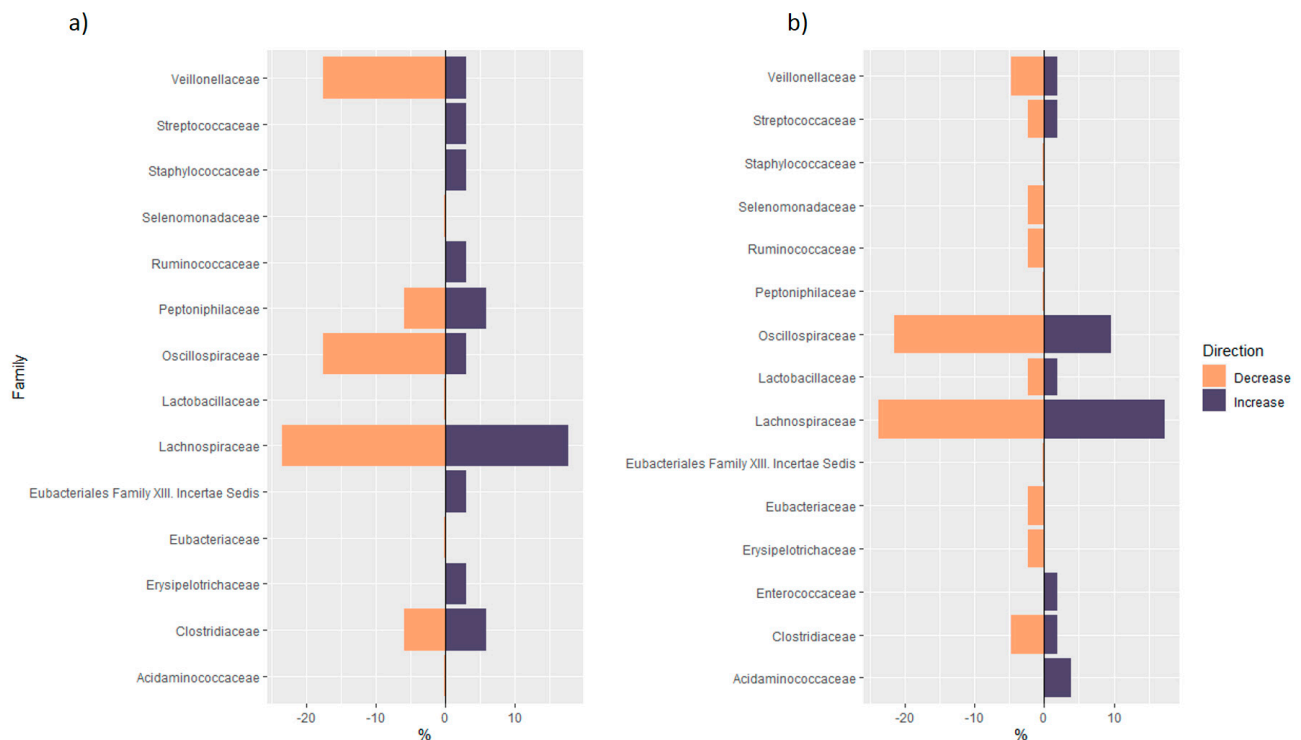 a)
Family
Veillonellaceae
Streptococcaceae
Staphylococcaceae
Selenomonadaceae
Ruminococcaceae
Peptoniphilaceae
Oscillospiraceae
Lactobacillaceae
Lachnospiraceae
Eubacteriales Family XIII. Incertae Sedis
Eubacteriaceae
Erysipelotrichaceae
Clostridiaceae
Acidaminococcaceae
-20 -10 0 10
%
b)
Veillonellaceae
Streptococcaceae
Staphylococcaceae
Selenomonadaceae
Ruminococcaceae
Peptoniphilaceae
Oscillospiraceae
Lactobacillaceae
Lachnospiraceae
Eubacteriales Family XIII. Incertae Sedis
Eubacteriaceae
Erysipelotrichaceae
Enterococcaceae
Clostridiaceae
Acidaminococcaceae
-20 -10 0 10
%
Direction
Decrease
Increase